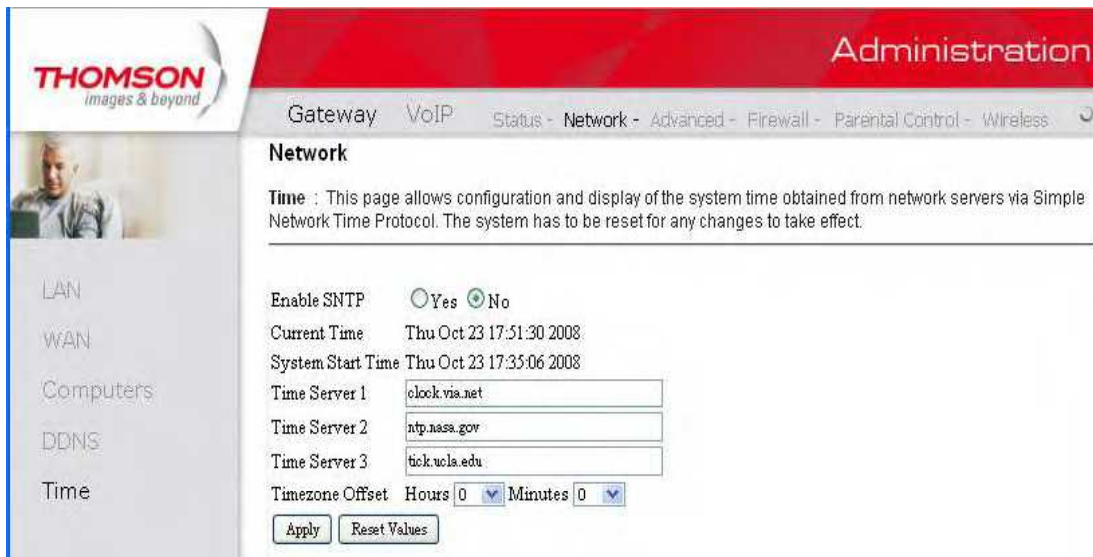 THOMSON
images & beyond
Administration
Gateway VoIP Status - Network - Advanced - Firewall - Parental Control - Wireless
Network
Time : This page allows configuration and display of the system time obtained from network servers via Simple
Network Time Protocol. The system has to be reset for any changes to take effect.
LAN
WAN
Computers
DDNS
Time
Enable SNTP Yes No
Current Time Thu Oct 23 17:51:30 2008
System Start Time Thu Oct 23 17:35:06 2008
Time Server 1 clock.via.net
Time Server 2 ntp.nasa.gov
Time Server 3 tick.ucla.edu
Timezone Offset Hours 0 Minutes 0
Apply Reset Values